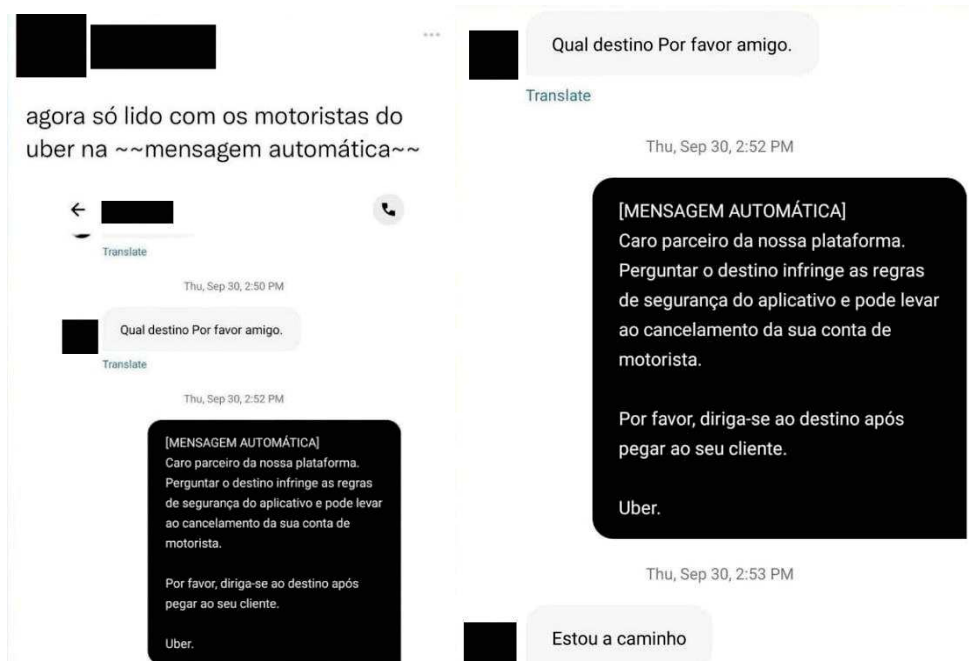 agora só lido com os motoristas do
uber na ~~mensagem automática~~
Translate
Thu, Sep 30, 2:50 PM
Qual destino Por favor amigo.
Translate
Thu, Sep 30, 2:52 PM
[MENSAGEM AUTOMÁTICA]
Caro parceiro da nossa plataforma.
Perguntar o destino infringe as regras
de segurança do aplicativo e pode levar
ao cancelamento da sua conta de
motorista.
Por favor, diriga-se ao destino após
pegar ao seu cliente.
Uber.
Qual destino Por favor amigo.
Translate
Thu, Sep 30, 2:52 PM
[MENSAGEM AUTOMÁTICA]
Caro parceiro da nossa plataforma.
Perguntar o destino infringe as regras
de segurança do aplicativo e pode levar
ao cancelamento da sua conta de
motorista.
Por favor, diriga-se ao destino após
pegar ao seu cliente.
Uber.
Thu, Sep 30, 2:53 PM
Estou a caminho